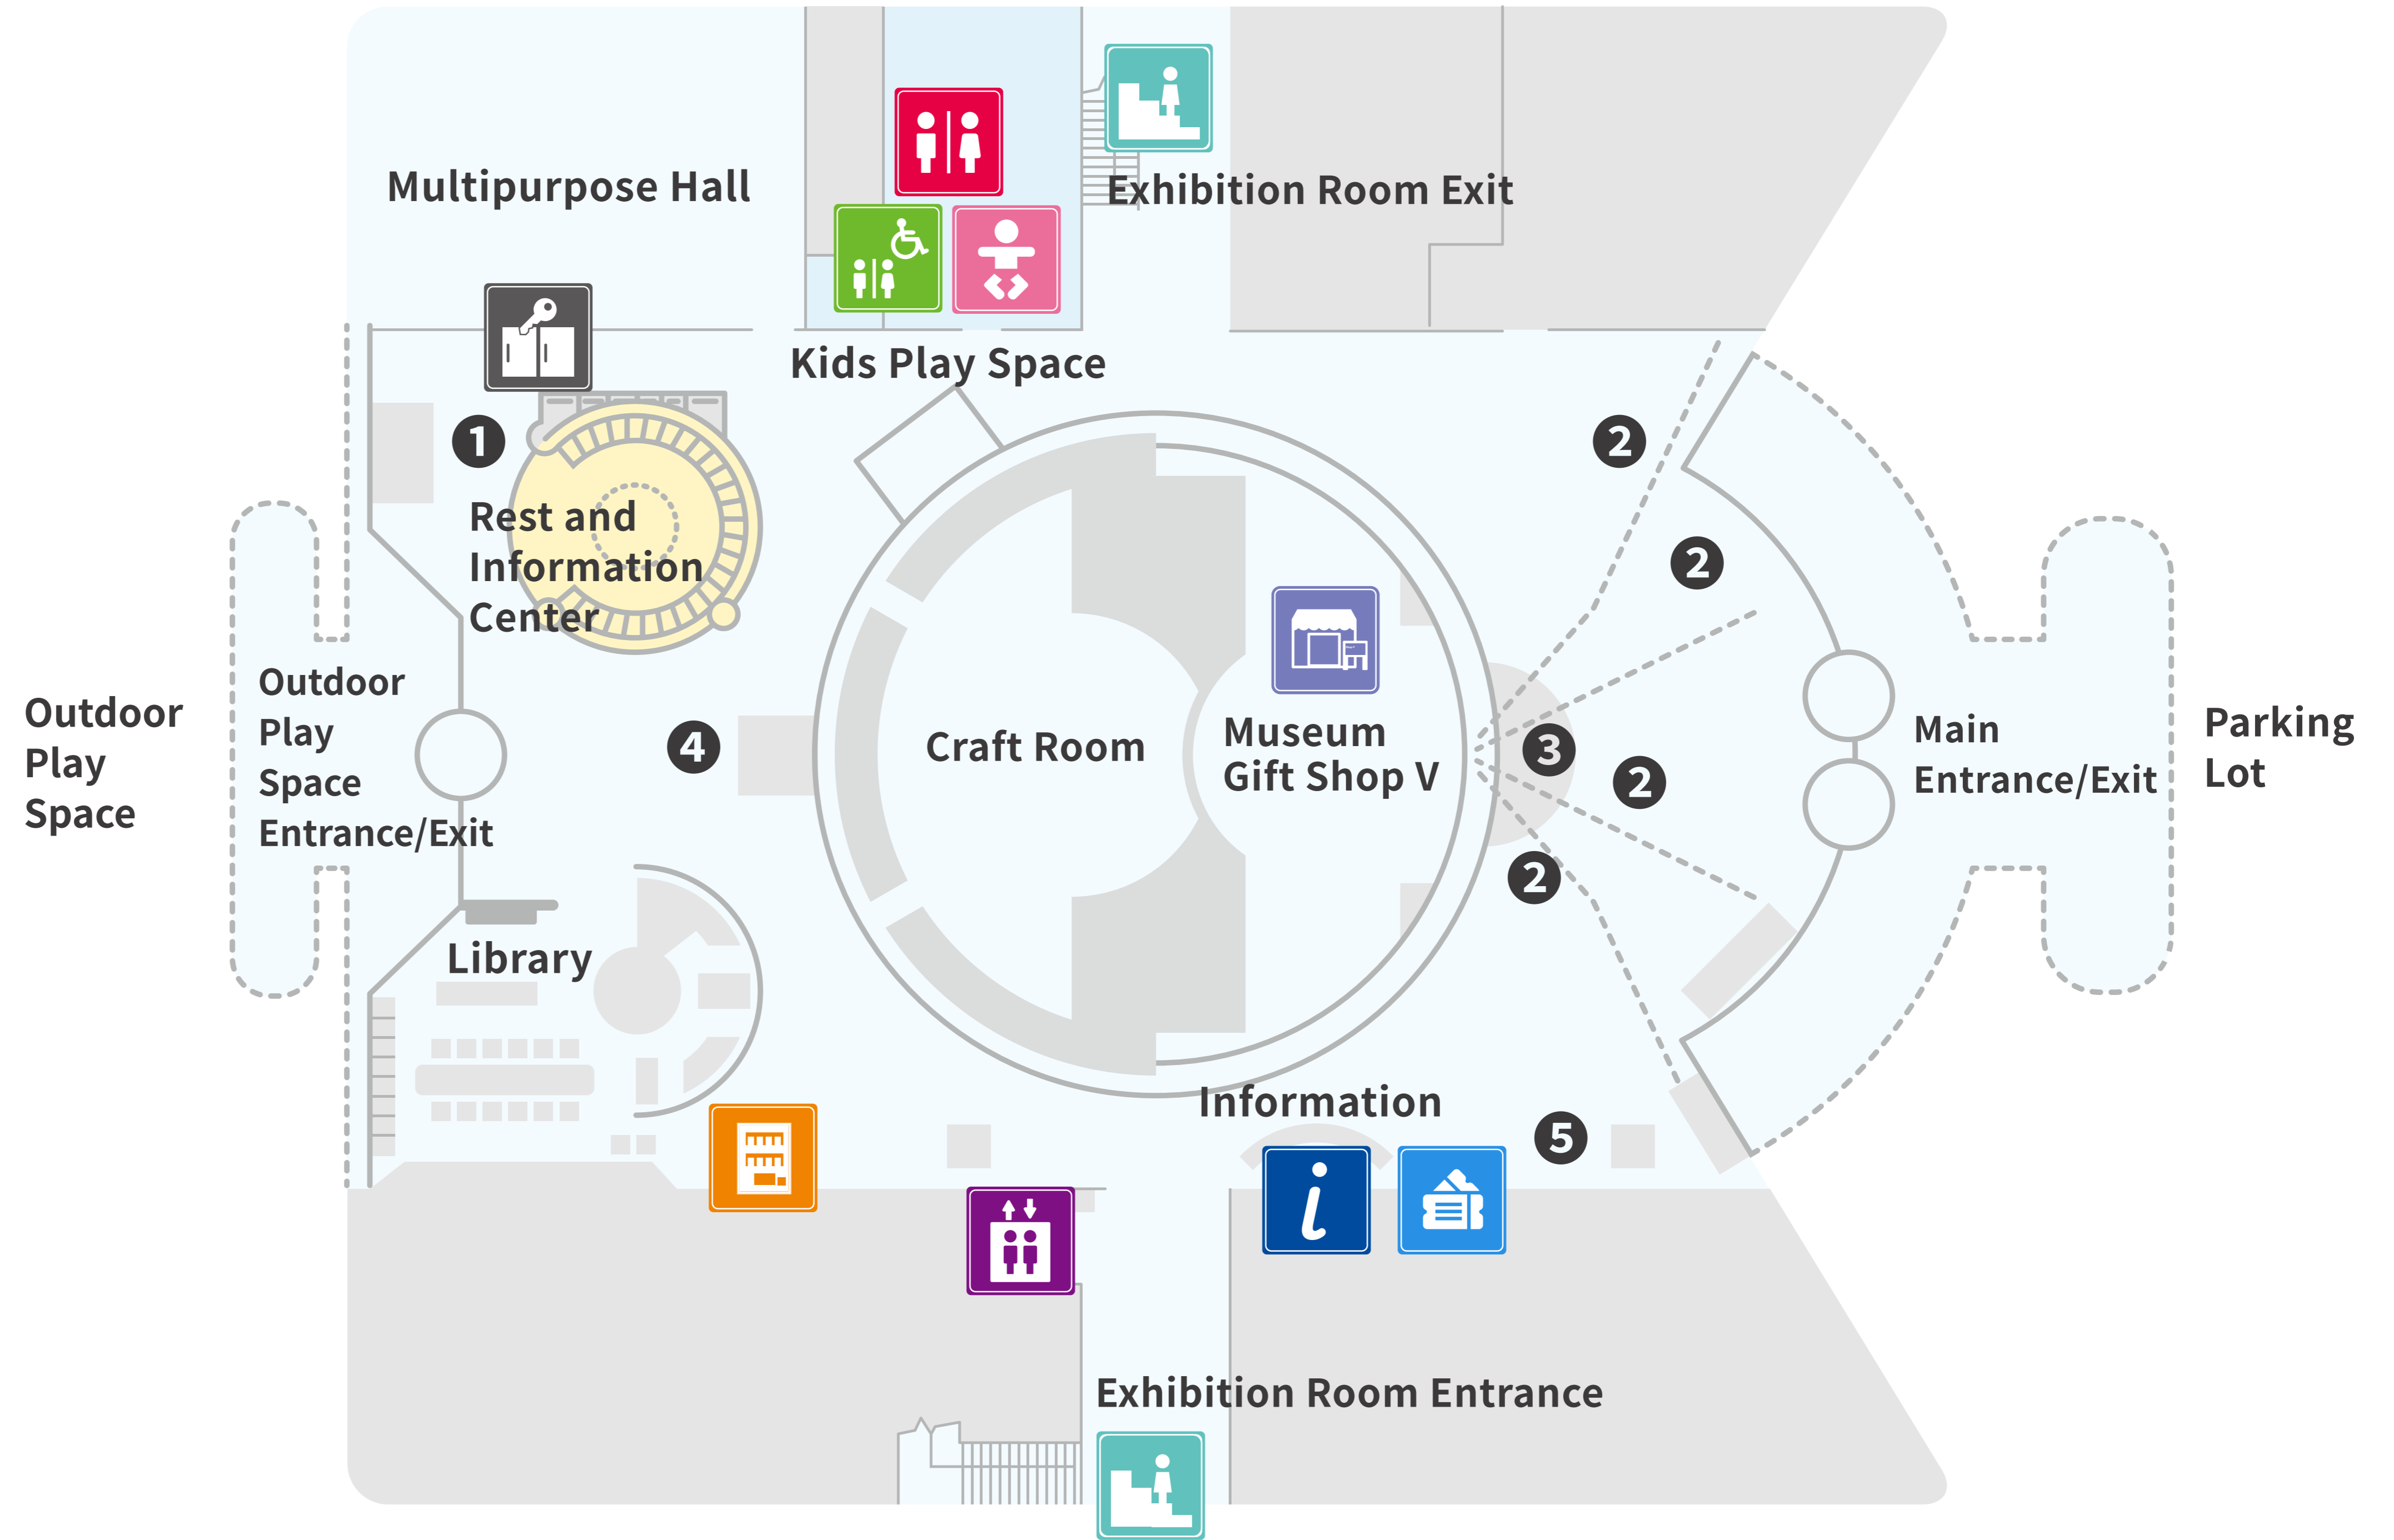 Multipurpose Hall
Exhibition Room Exit
Kids Play Space
1
2
Rest and
Information
Center
2
Outdoor
Play
Space
Outdoor
Play
Space
Entrance/Exit
4
Craft Room
Museum
Gift Shop V
3
2
Main
Entrance/Exit
Parking
Lot
2
Library
Information
5
i
Exhibition Room Entrance